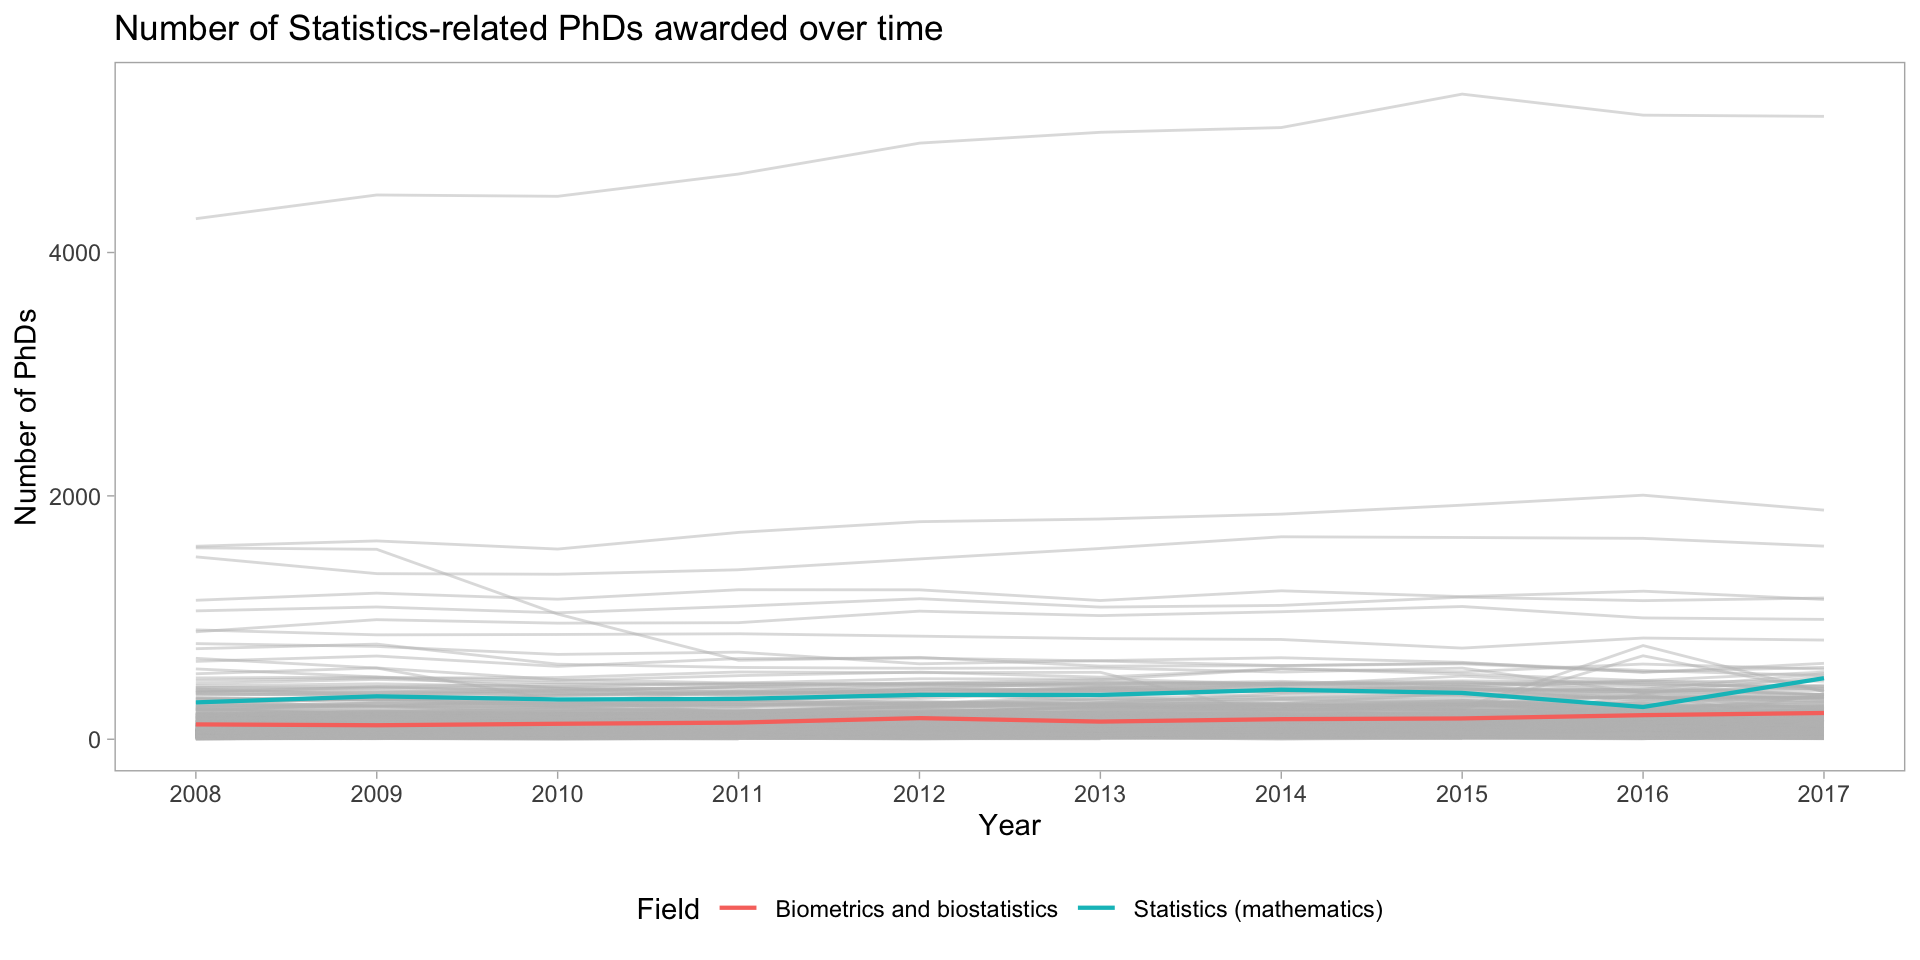 Number of Statistics-related PhDs awarded over time
Number of PhDs
4000
2000
0
2008 2009 2010 2011 2012 2013 2014 2015 2016 2017
Year
Field Biometrics and biostatistics Statistics (mathematics)